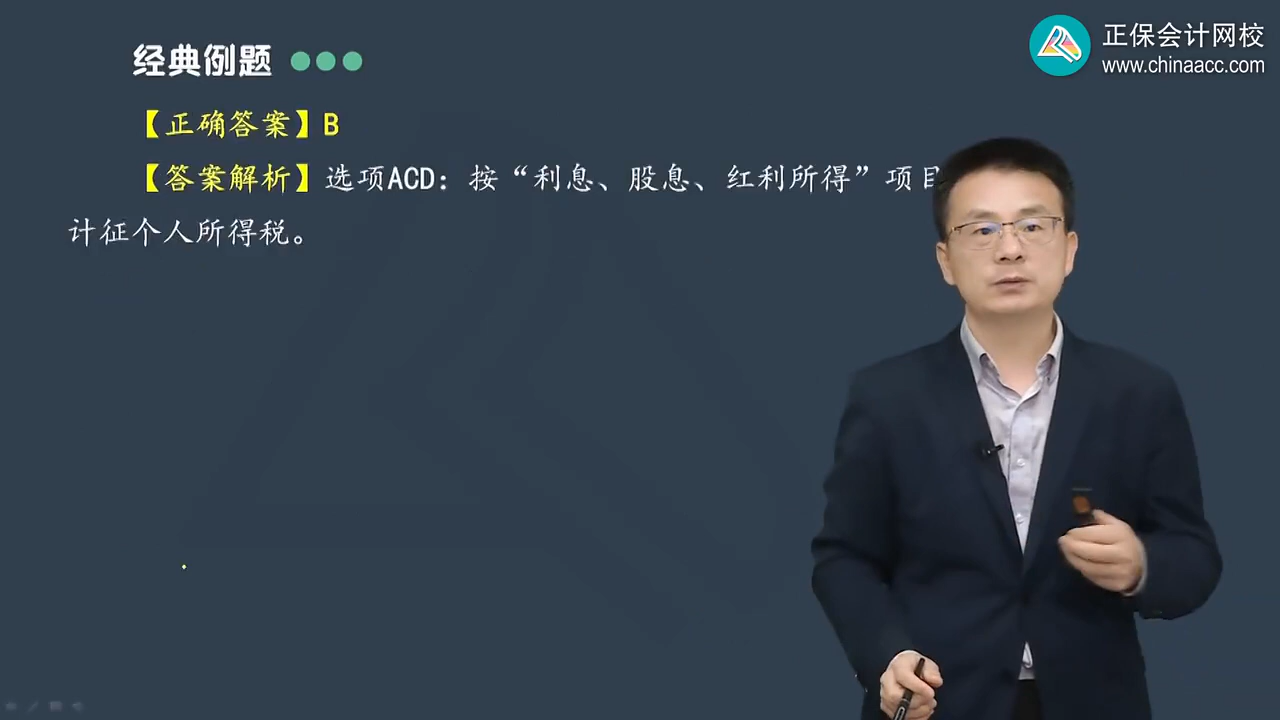 正保会计网校
www.chinaacc.com
经典例题
【正确答案】B
【答案解析】选项ACD：按“利息、股息、红利所得”项目
计征个人所得税。